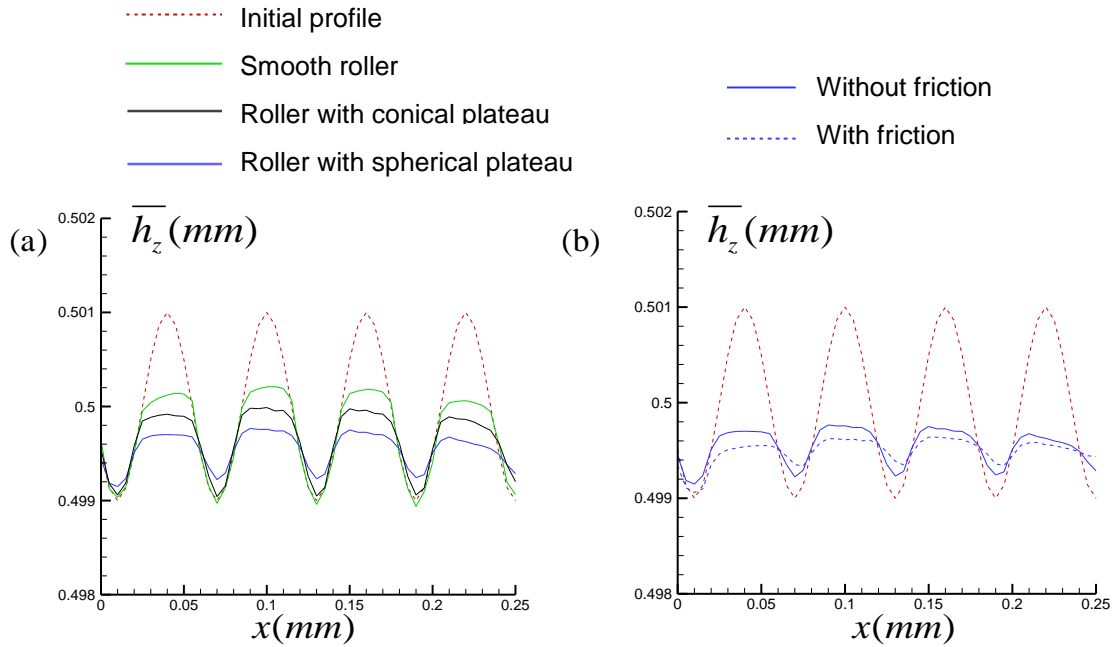 Initial profile
Smooth roller
Roller with conical plateau
Roller with spherical plateau
Without friction
With friction
(a)
h_z(mm)
0.502
0.501
0.5
0.499
0.498
0
0.05
0.1
0.15
0.2
0.25
x(mm)
(b)
h_z(mm)
0.502
0.501
0.5
0.499
0.498
0
0.05
0.1
0.15
0.2
0.25
x(mm)